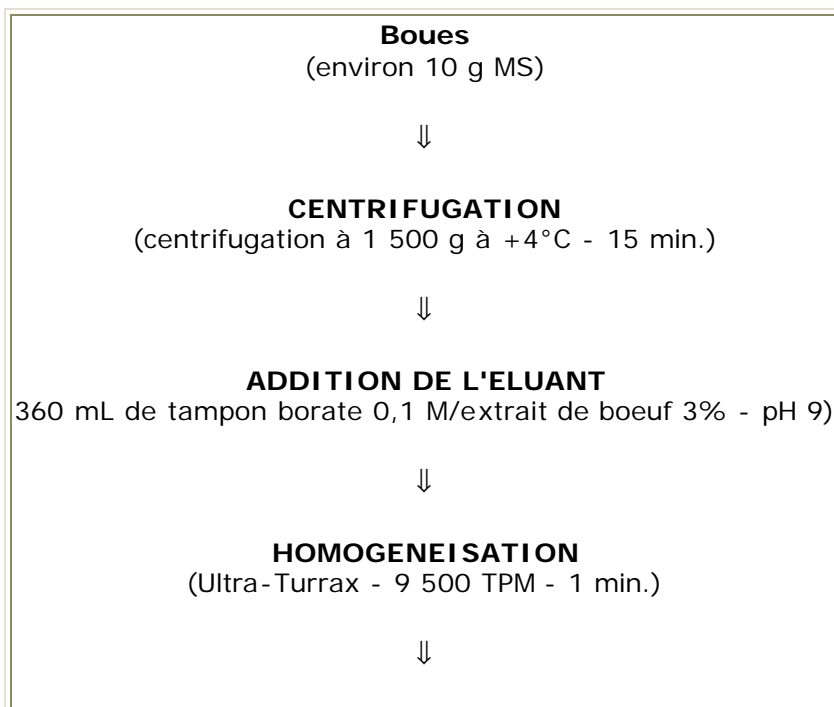 Boues
(environ 10 g MS)
⇓
CENTRIFUGATION
(centrifugation à 1 500 g à +4°C - 15 min.)
⇓
ADDITION DE L'ELUANT
360 mL de tampon borate 0,1 M/extrait de boeuf 3% - pH 9)
⇓
HOMOGENEISATION
(Ultra-Turrax - 9 500 TPM - 1 min.)
⇓